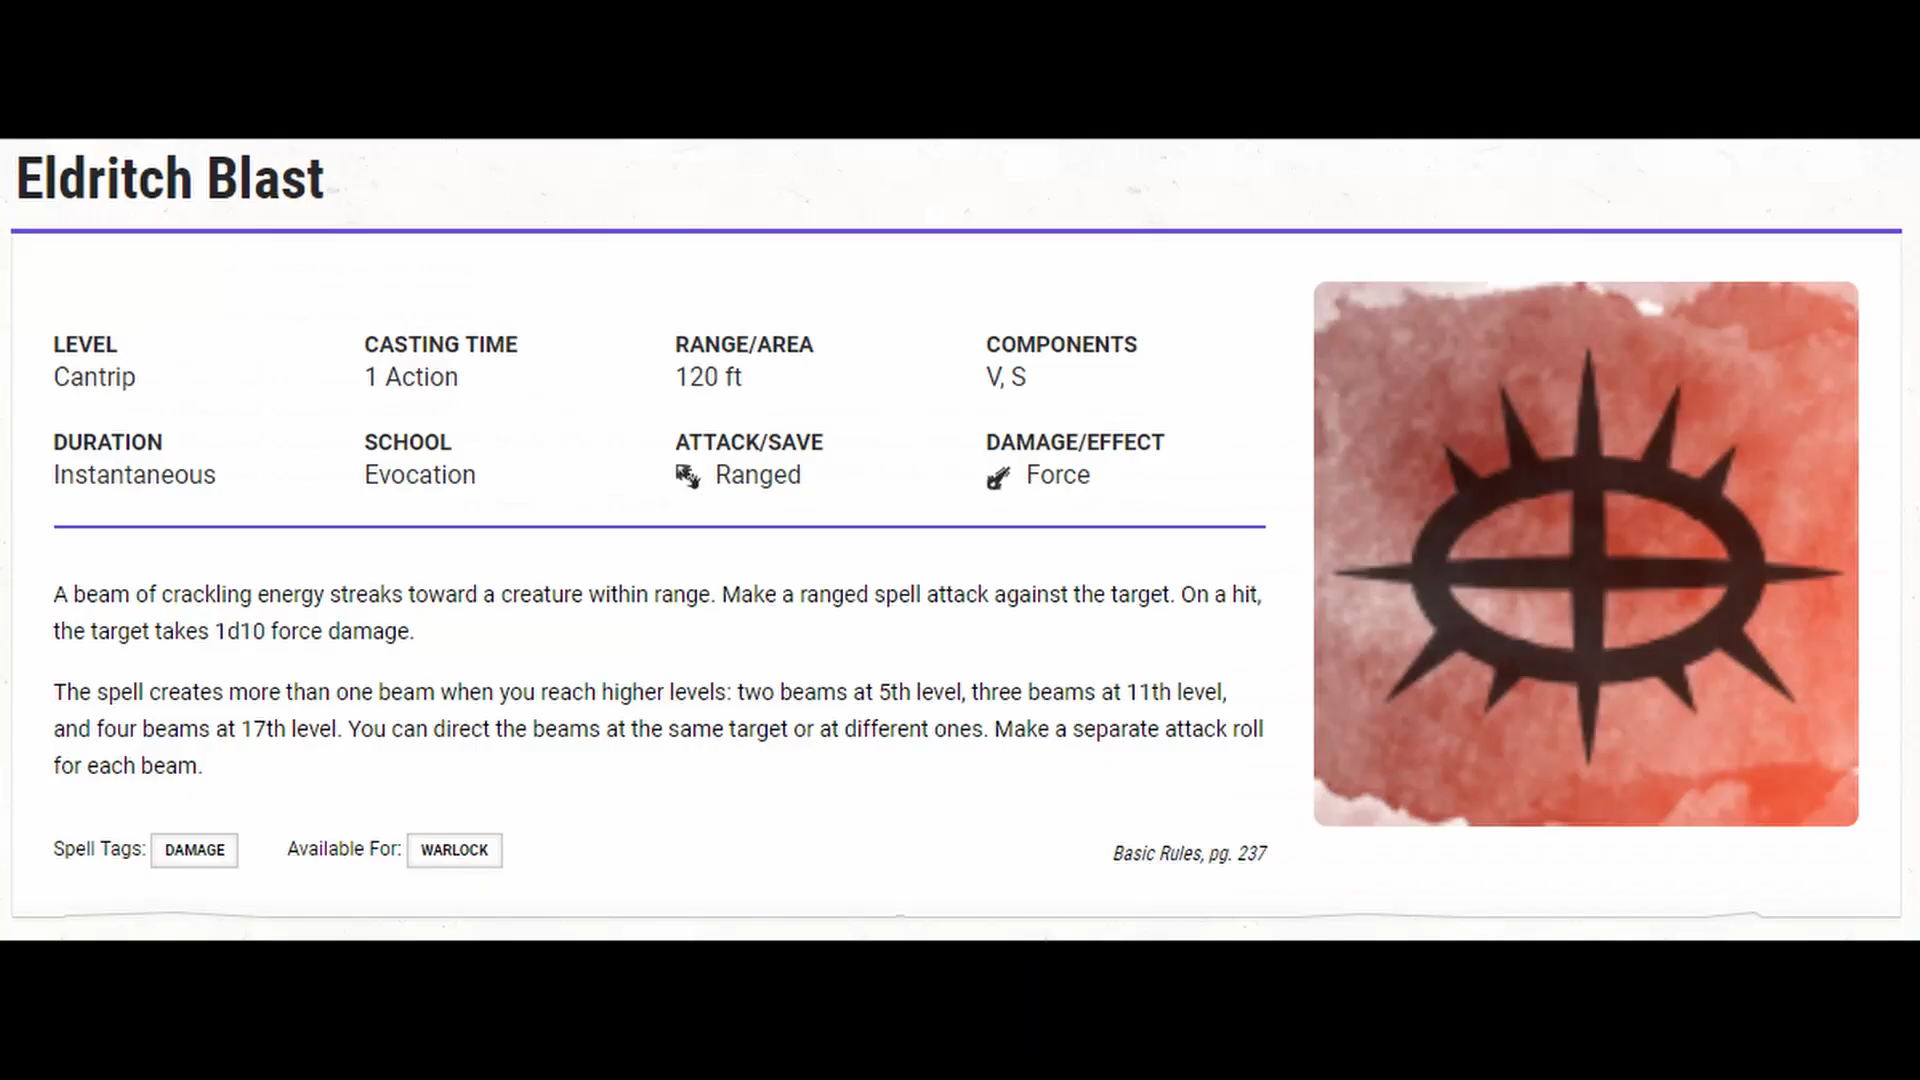 Eldritch Blast
LEVEL CASTING TIME RANGE/AREA COMPONENTS
Cantrip 1 Action 120 ft V, S
DURATION SCHOOL ATTACK/SAVE DAMAGE/EFFECT
Instantaneous Evocation Ranged Force
A beam of crackling energy streaks toward a creature within range. Make a ranged spell attack against the target. On a hit,
the target takes 1d10 force damage.
The spell creates more than one beam when you reach higher levels: two beams at 5th level, three beams at 11th level,
and four beams at 17th level. You can direct the beams at the same target or at different ones. Make a separate attack roll
for each beam.
Spell Tags: DAMAGE Available For: WARLOCK Basic Rules, pg. 237